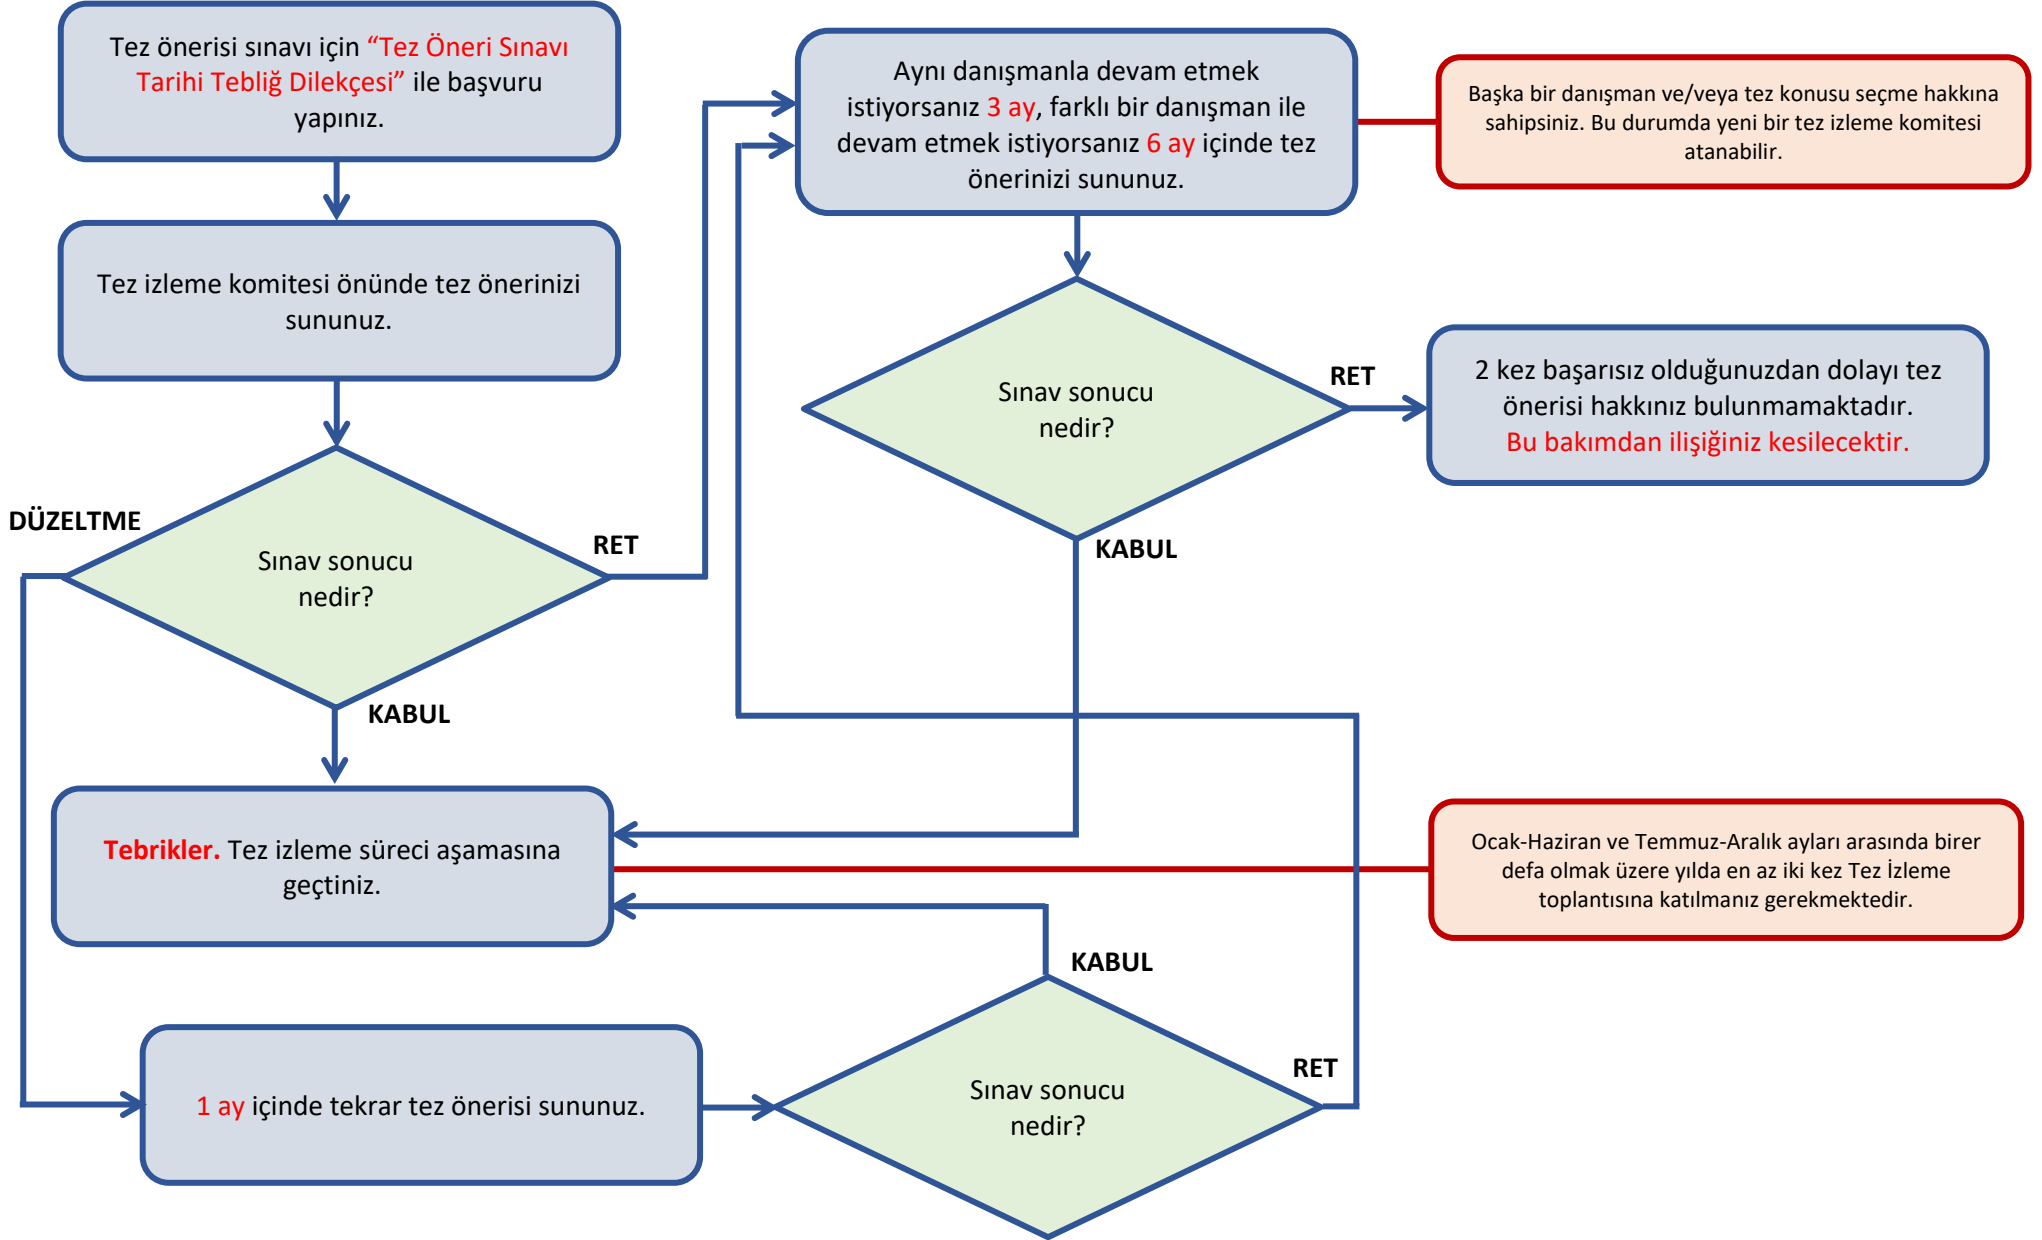 Tez önerisi sınavı için “Tez Öneri Sınavı
Tarihi Tebliğ Dilekçesi” ile başvuru
yapınız.
Tez izleme komitesi önünde tez önerinizi
sununuz.
DÜZELTME
Sınav sonucu
nedir?
RET
KABUL
Tebrikler. Tez izleme süreci aşamasına
geçtiniz.
1 ay içinde tekrar tez önerisi sununuz.
Aynı danışmanla devam etmek
istiyorsanız 3 ay, farklı bir danışman ile
devam etmek istiyorsanız 6 ay içinde tez
önerinizi sununuz.
Başka bir danışman ve/veya tez konusu seçme hakkına
sahipsiniz. Bu durumda yeni bir tez izleme komitesi
atanabilir.
Sınav sonucu
nedir?
RET
KABUL
2 kez başarısız olduğunuzdan dolayı tez
önerisi hakkınız bulunmamaktadır.
Bu bakımdan ilişiğiniz kesilecektir.
Ocak-Haziran ve Temmuz-Aralık ayları arasında birer
defa olmak üzere yılda en az iki kez Tez İzleme
toplantısına katılmanız gerekmektedir.
KABUL
Sınav sonucu
nedir?
RET